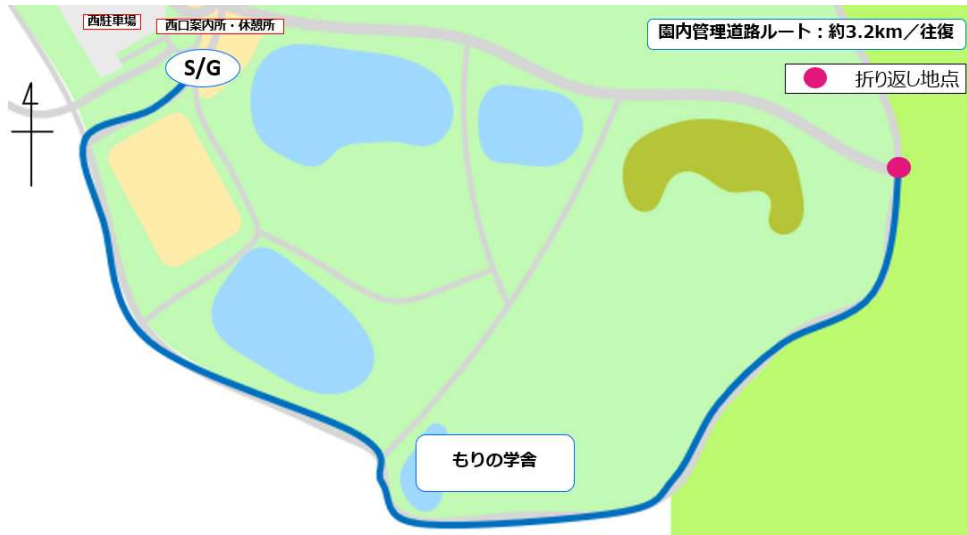 西駐車場
西口案内所・休憩所
園内管理道路ルート：約3.2km／往復
S/G
折り返し地点
もりの学舎